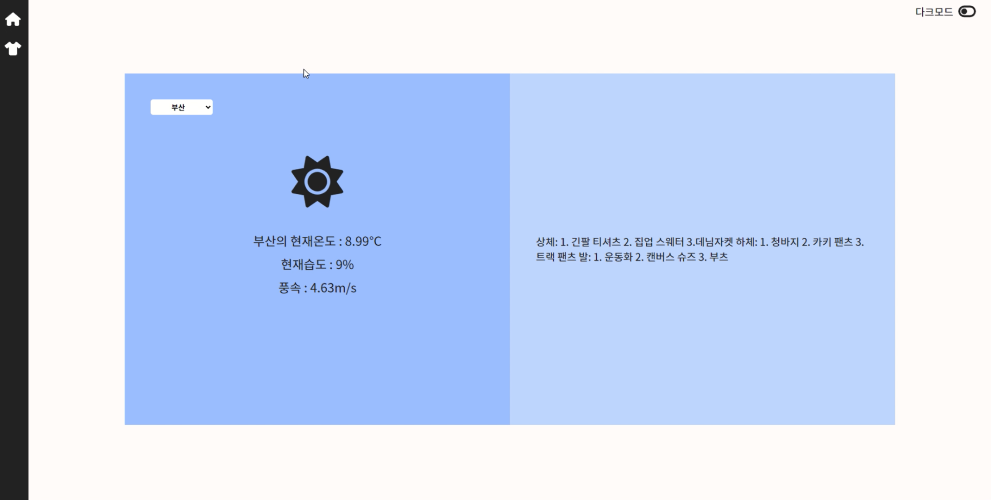 다크모드
부산
부산의 현재온도 : 8.99°C
현재습도 : 9%
풍속 : 4.63m/s
상체: 1. 긴팔 티셔츠 2. 집업 스웨터 3.데님자켓 하체: 1. 청바지 2. 카키 팬츠 3.
트랙 팬츠 발: 1. 운동화 2. 캔버스 슈즈 3. 부츠